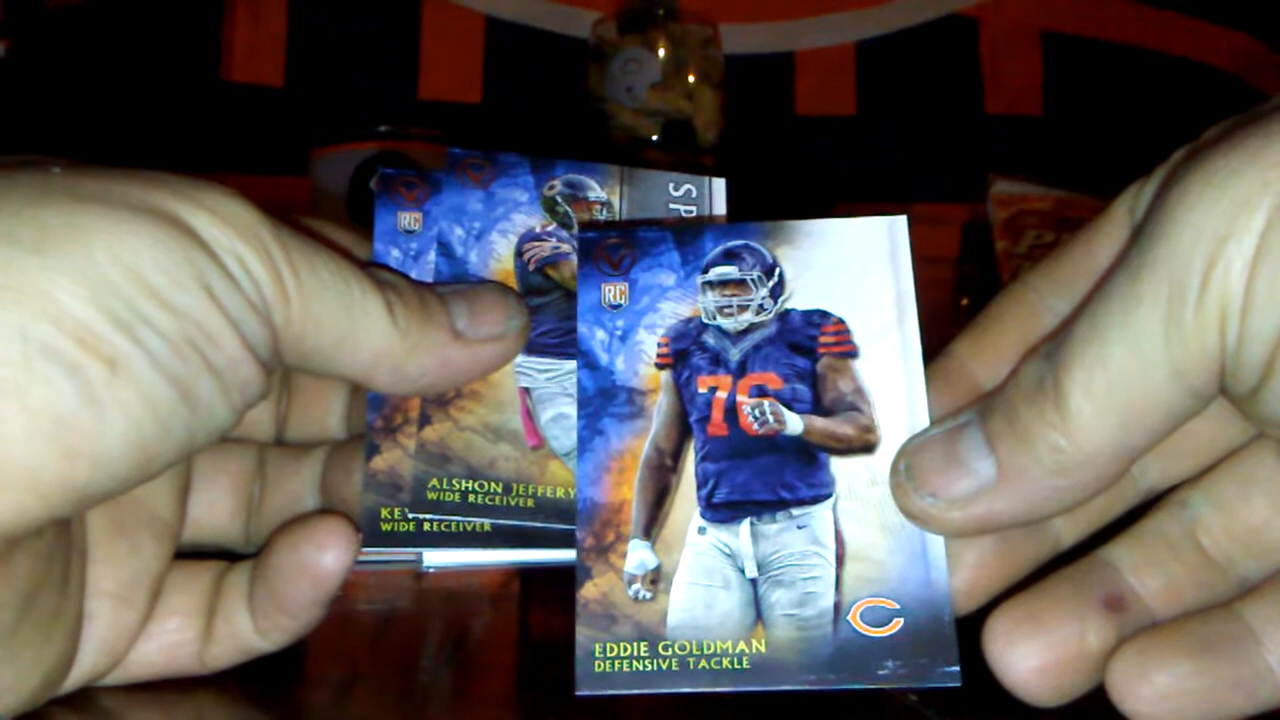 SP
RC
RC
76
ALSHON JEFFERY
WIDE RECEIVER
KE
WIDE RECEIVER
EDDIE GOLDMAN
DEFENSIVE TACKLE